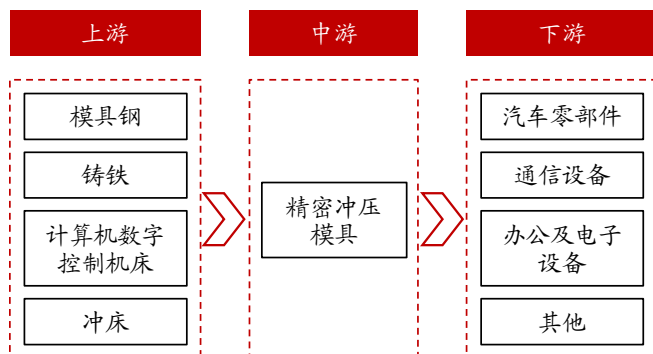 上游
中游
下游
模具钢
铸铁
计算机数字
控制机床
冲床
精密冲压
模具
汽车零部件
通信设备
办公及电子
设备
其他